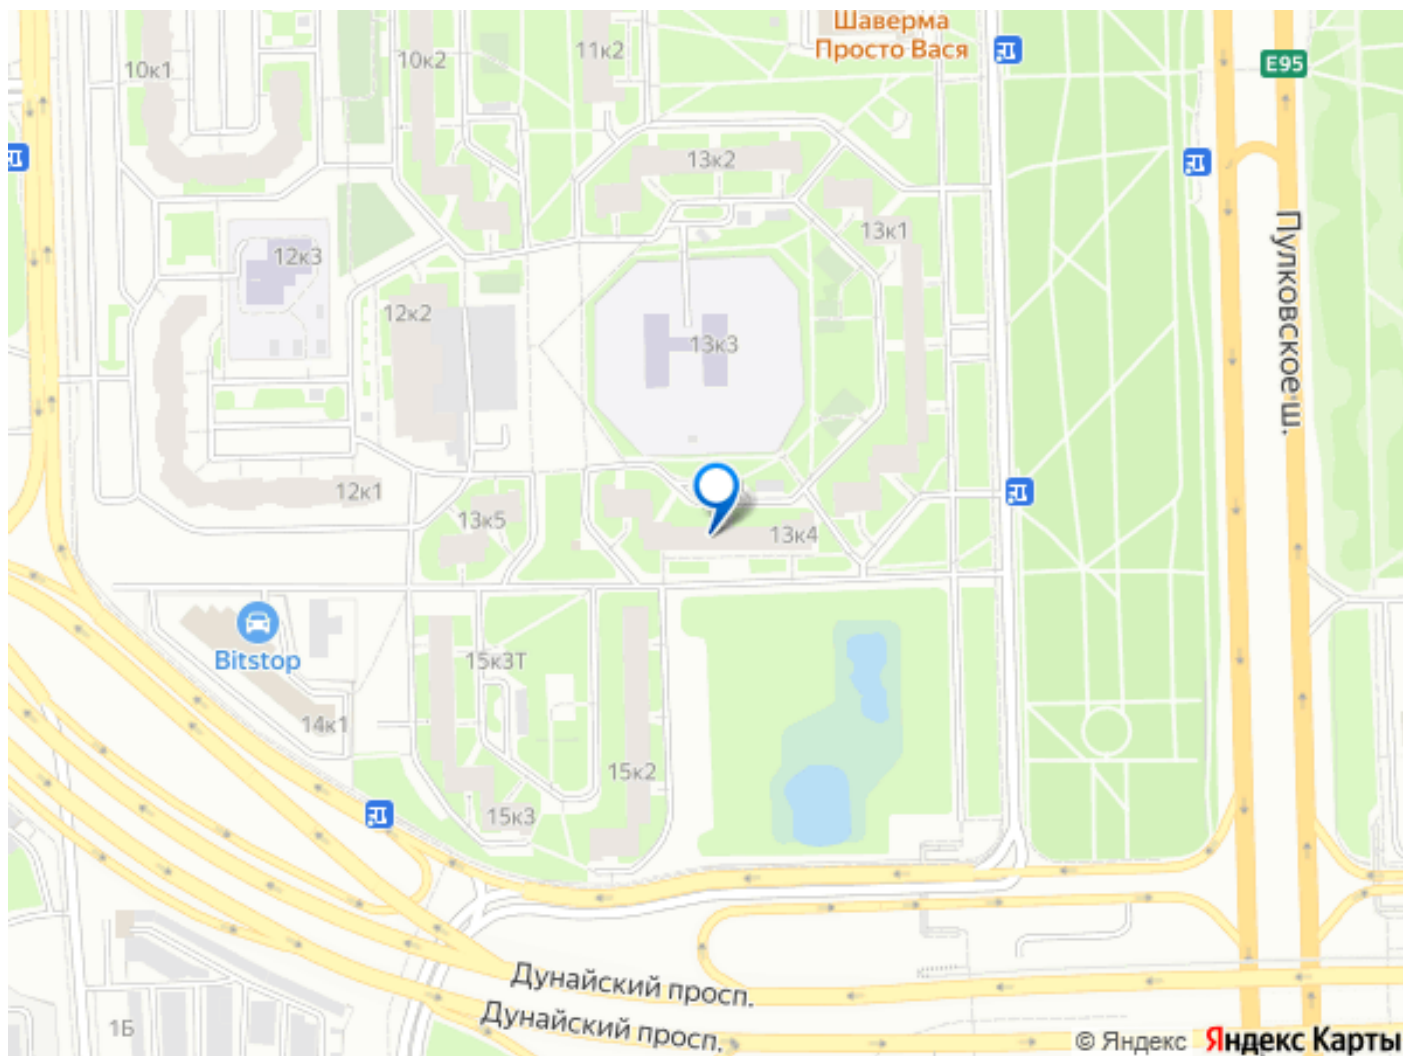 Шаверма
Просто Вася
11к2
10к2
10к1
E95
13к2
13к1
12к3
12к2
13к3
Пулковское ш.
12к1
13к5
13к4
Bitstop
15к3Т
14к1
15к2
15к3
Дунайский просп.
Дунайский просп.
1Б
© Яндекс Яндекс Карты